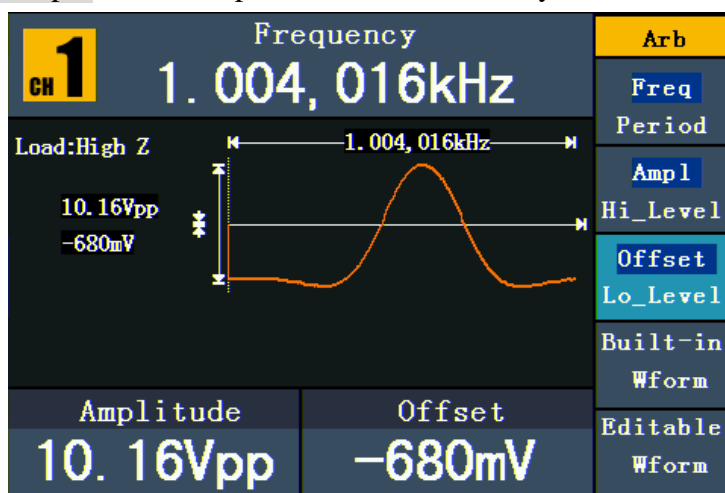 CH 1
Frequency
1.004,016kHz
Load:High Z
1.004,016kHz
10.16Vpp
-680mV
Amplitude
10.16Vpp
Offset
-680mV
Arb
Freq
Period
Ampl
Hi_Level
Offset
Lo_Level
Built-in
Wform
Editable
Wform